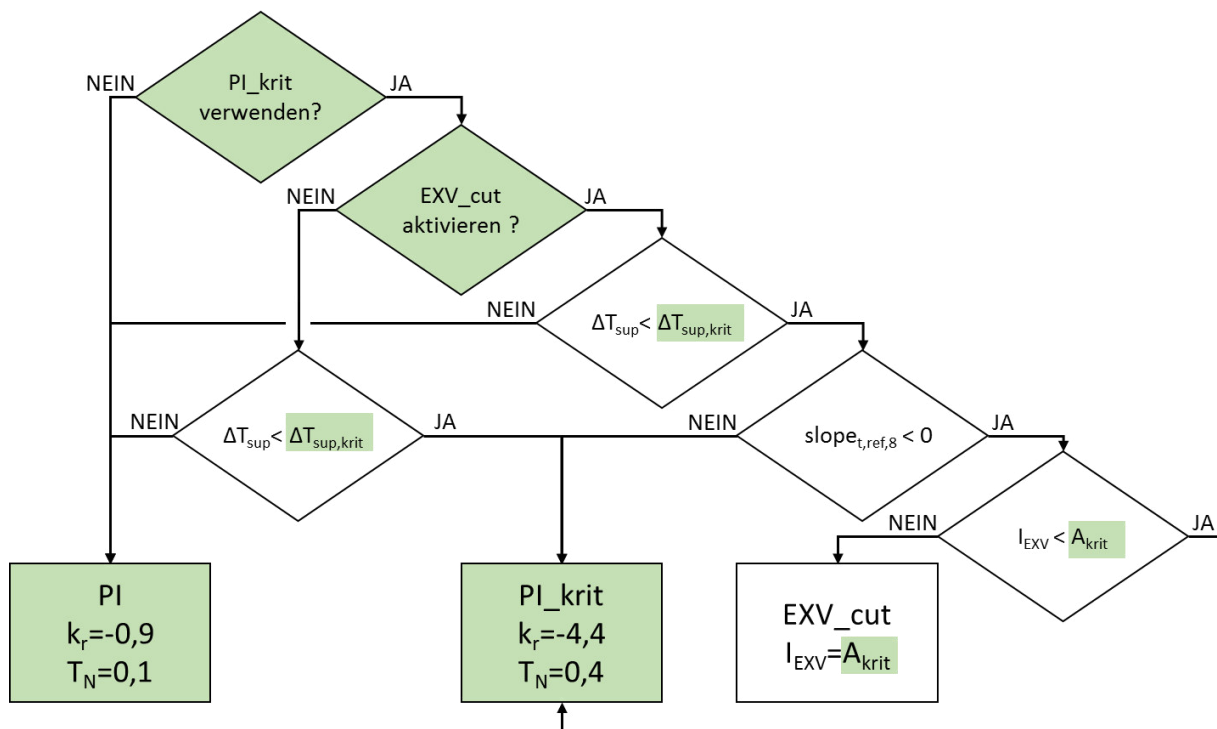 NEIN
PI_krit
verwenden?
JA
NEIN
EXV_cut
aktivieren ?
JA
NEIN
ΔTsup< ΔTsup,krit
JA
NEIN
ΔTsup< ΔTsup,krit
JA
NEIN
slopet,ref,8 < 0
JA
NEIN
IEXV < Akrit
JA
PI
kr=-0,9
TN=0,1
PI_krit
kr=-4,4
TN=0,4
EXV_cut
IEXV=Akrit